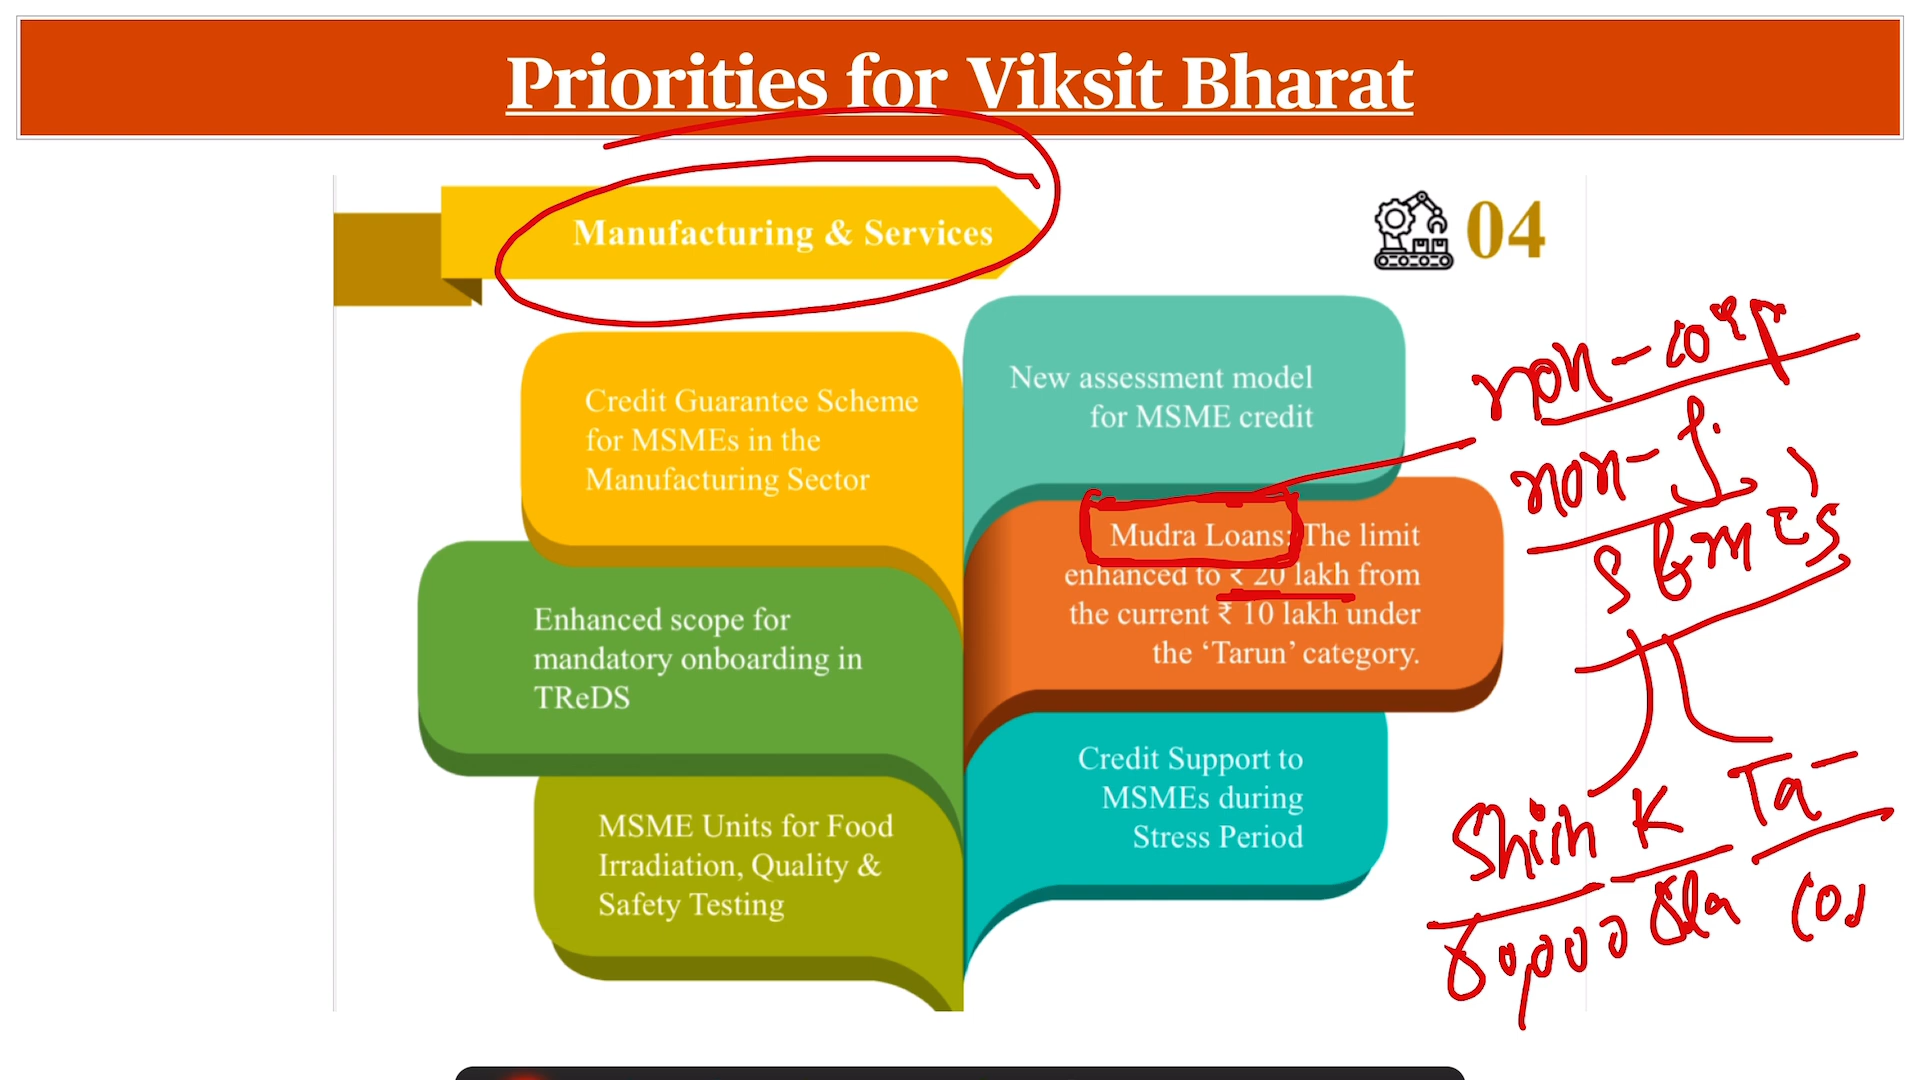 Priorities for Viksit Bharat
Manufacturing & Services
04
Credit Guarantee Scheme
for MSMEs in the
Manufacturing Sector
New assessment model
for MSME credit
Enhanced scope for
mandatory onboarding in
TReDS
Mudra Loans: The limit
enhanced to ₹ 20 lakh from
the current ₹ 10 lakh under
the ‘Tarun’ category.
MSME Units for Food
Irradiation, Quality &
Safety Testing
Credit Support to
MSMEs during
Stress Period
non-corp
non-f
Shish K Ta-